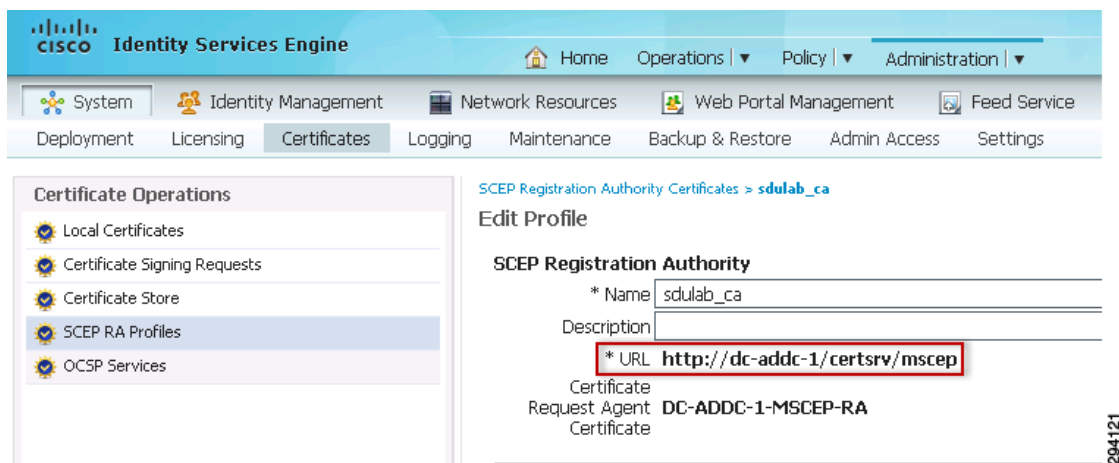 CISCO Identity Services Engine
Home Operations | ▼ Policy | ▼ Administration | ▼
System Identity Management Network Resources Web Portal Management Feed Service
Deployment Licensing Certificates Logging Maintenance Backup & Restore Admin Access Settings
Certificate Operations
Local Certificates
Certificate Signing Requests
Certificate Store
SCEP RA Profiles
OCSP Services
SCEP Registration Authority Certificates > sdulab_ca
Edit Profile
SCEP Registration Authority
* Name sdulab_ca
Description
* URL http://dc-addc-1/certsrv/mscep
Certificate
Request Agent DC-ADDC-1-MSCEP-RA
Certificate
294121